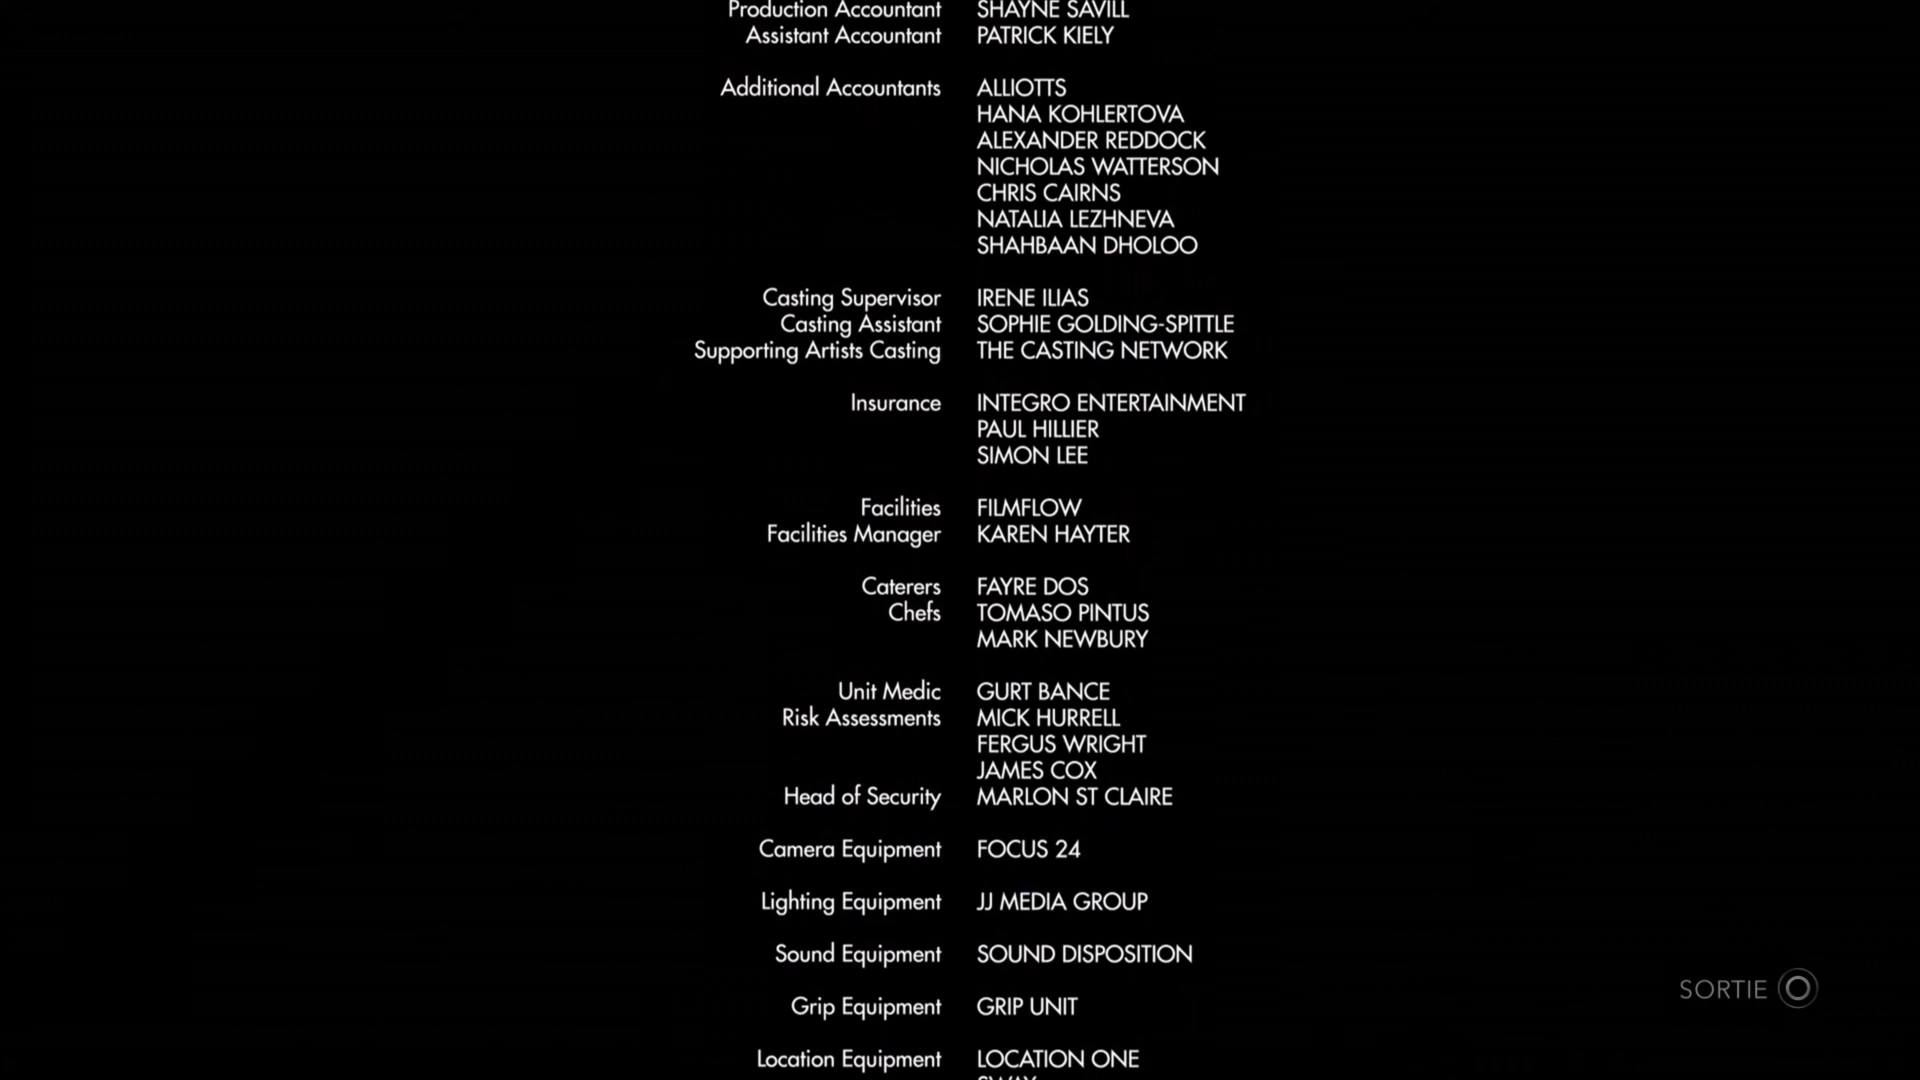 Production Accountant SHAYNE SAVILL
Assistant Accountant PATRICK KIELY
Additional Accountants ALLIOTTS
HANA KOHLERTOVA
ALEXANDER REDDOCK
NICHOLAS WATTERSON
CHRIS CAIRNS
NATALIA LEZHNEVA
SHAHBAAN DHOLOO
Casting Supervisor IRENE ILIAS
Casting Assistant SOPHIE GOLDING-SPITTLE
Supporting Artists Casting THE CASTING NETWORK
Insurance INTEGRO ENTERTAINMENT
PAUL HILLIER
SIMON LEE
Facilities FILMFLOW
Facilities Manager KAREN HAYTER
Caterers FAYRE DOS
Chefs TOMASO PINTUS
MARK NEWBURY
Unit Medic GURT BANCE
Risk Assessments MICK HURRELL
FERGUS WRIGHT
JAMES COX
Head of Security MARLON ST CLAIRE
Camera Equipment FOCUS 24
Lighting Equipment JJ MEDIA GROUP
Sound Equipment SOUND DISPOSITION
SORTIE
Grip Equipment GRIP UNIT
Location Equipment LOCATION ONE